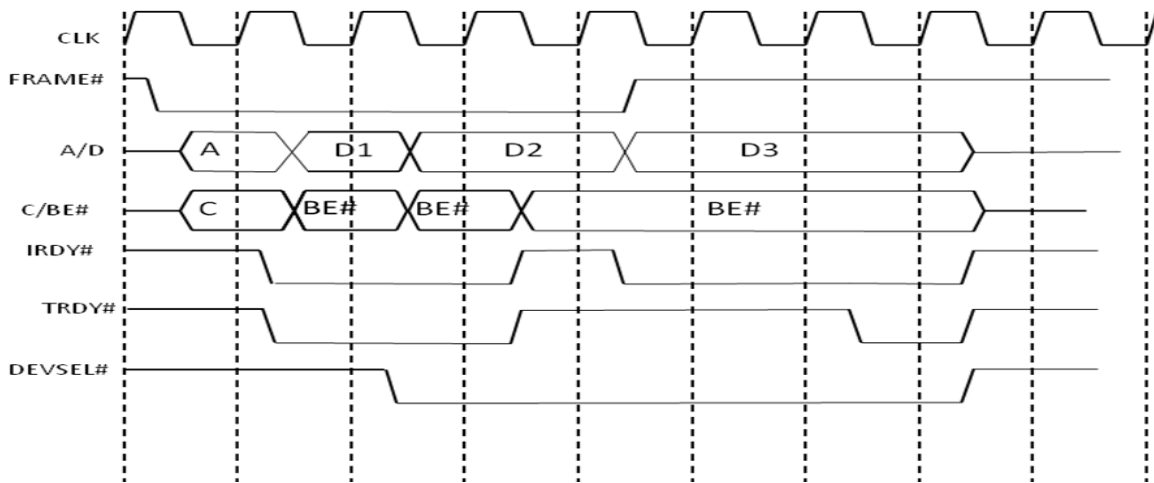 CLK
FRAME#
A/D A D1 D2 D3
C/BE# C BE# BE# BE#
IRDY#
TRDY#
DEVSEL#